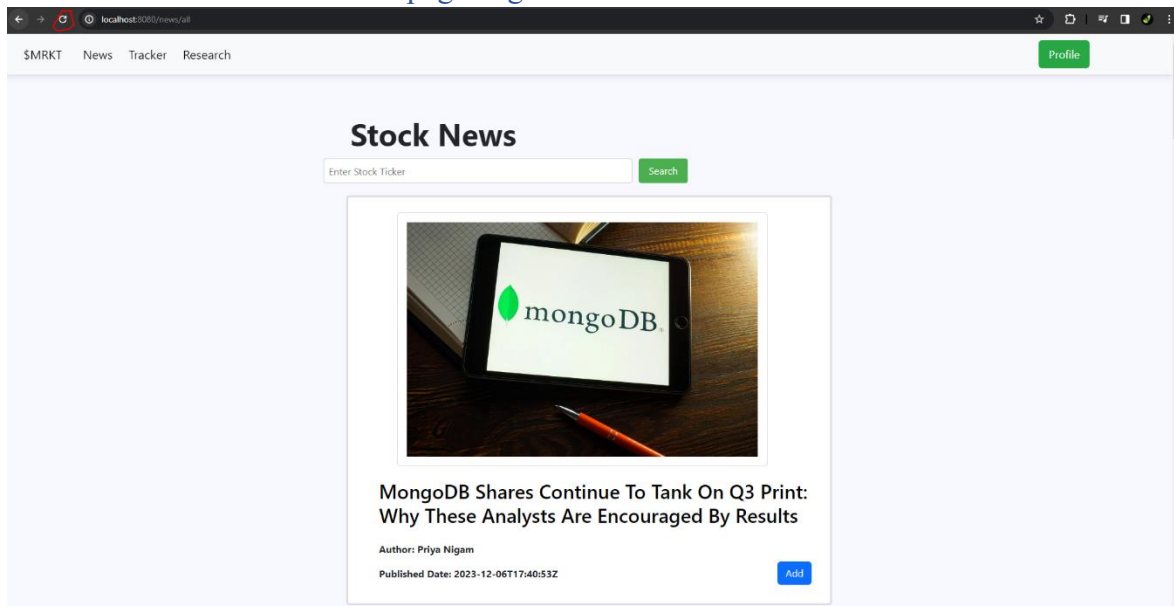 localhost:8080/news/all
$MRKT News Tracker Research Profile
Stock News
Enter Stock Ticker Search
mongoDB®
MongoDB Shares Continue To Tank On Q3 Print:
Why These Analysts Are Encouraged By Results
Author: Priya Nigam
Published Date: 2023-12-06T17:40:53Z Add